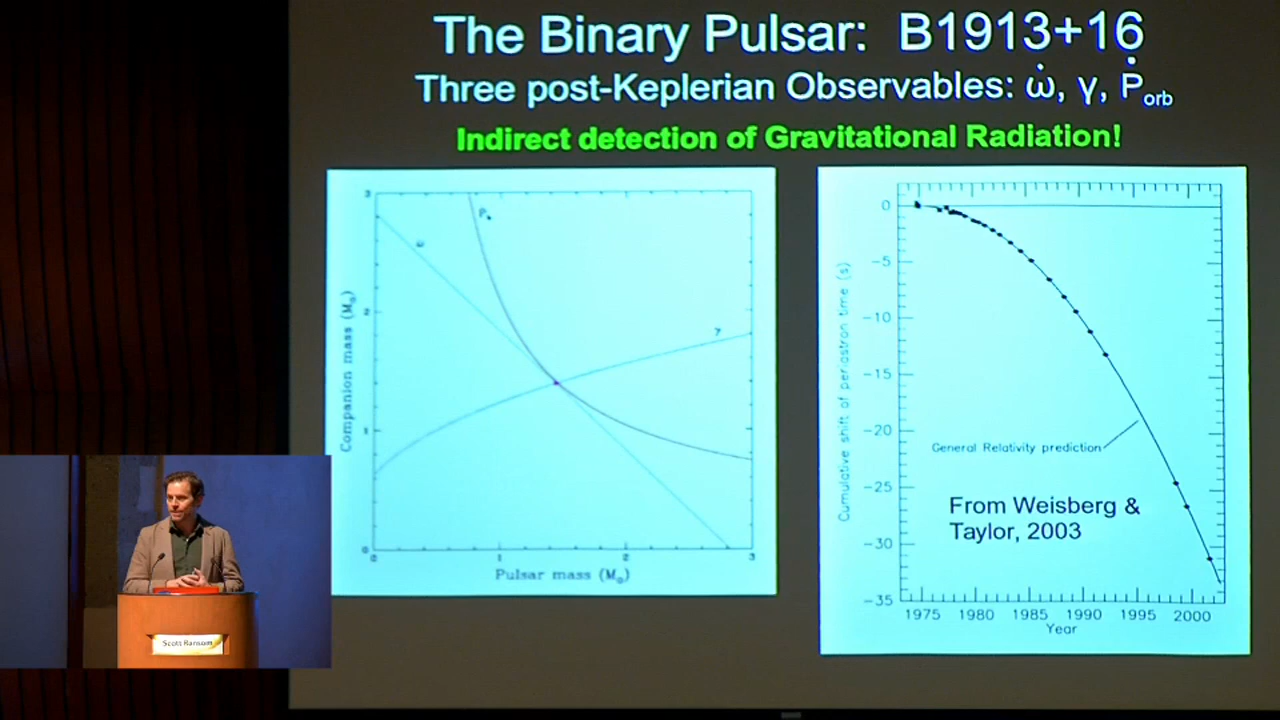 The Binary Pulsar: B1913+16
Three post-Keplerian Observables: ω̇, γ, Ṗorb
Indirect detection of Gravitational Radiation!
3
2
1
0
Companion mass (M⊙)
γ
0 1 2 3
Pulsar mass (M⊙)
0
-5
-10
-15
-20
-25
-30
-35
Cumulative shift of periastron time (s)
General Relativity prediction
From Weisberg &
Taylor, 2003
1975 1980 1985 1990 1995 2000
Year
Scott Ransom